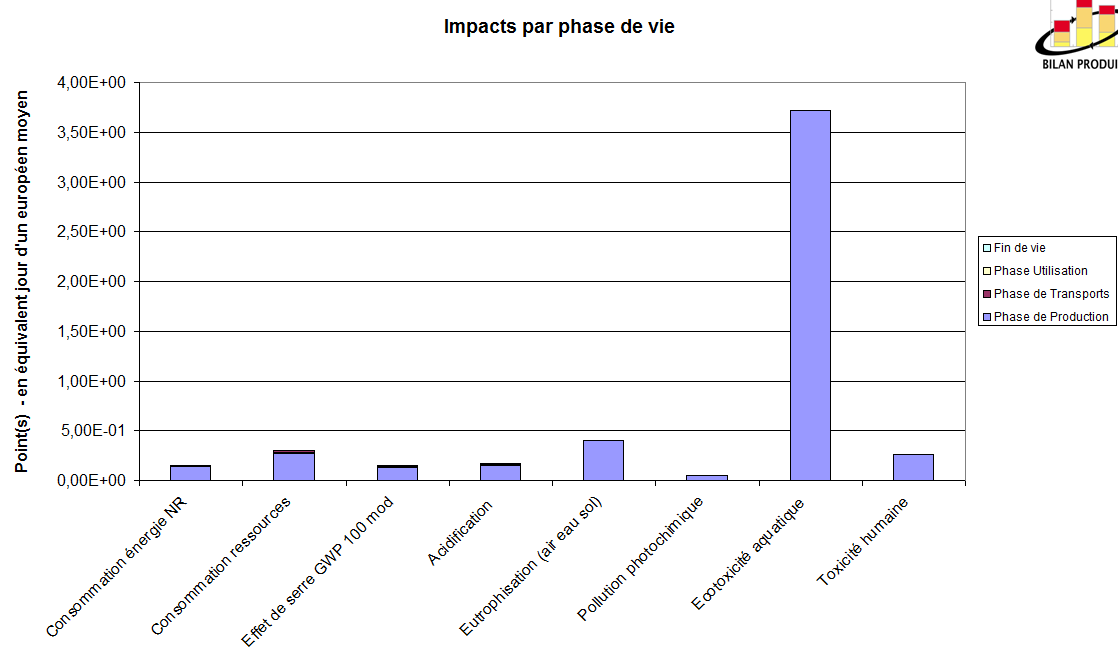 Impacts par phase de vie
BILAN PRODUI
Point(s) - en équivalent jour d'un européen moyen
4,00E+00
3,50E+00
3,00E+00
2,50E+00
2,00E+00
1,50E+00
1,00E+00
5,00E-01
0,00E+00
Consommation énergie NR
Consommation ressources
Effet de serre GWP 100 mod
Acidification
Eutrophisation (air eau sol)
Pollution photochimique
Ecotoxicité aquatique
Toxicité humaine
Fin de vie
Phase Utilisation
Phase de Transports
Phase de Production